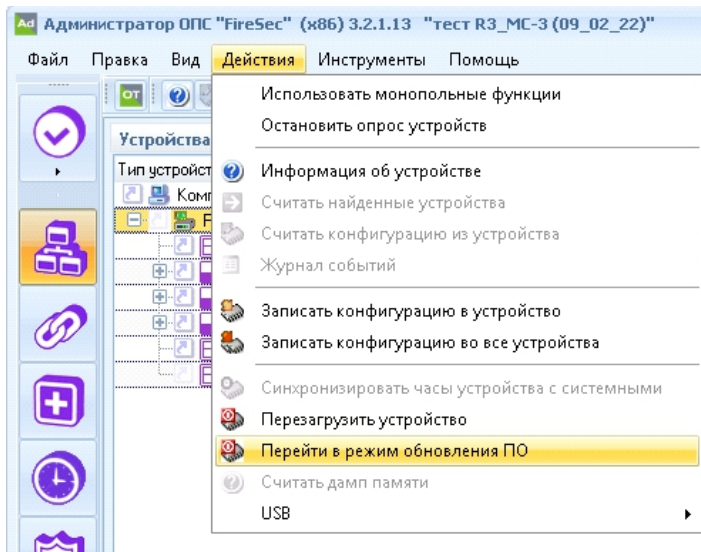 Ad Администратор ОПС "FireSec" (x86) 3.2.1.13 "тест R3_МС-3 (09_02_22)"
Файл Правка Вид Действия Инструменты Помощь
ОТ
Использовать монопольные функции
Остановить опрос устройств
Устройства
Тип устройст
Информация об устройстве
Считать найденные устройства
Считать конфигурацию из устройства
Журнал событий
Записать конфигурацию в устройство
Записать конфигурацию во все устройства
Синхронизировать часы устройства с системными
Перезагрузить устройство
Перейти в режим обновления ПО
Считать дамп памяти
USB